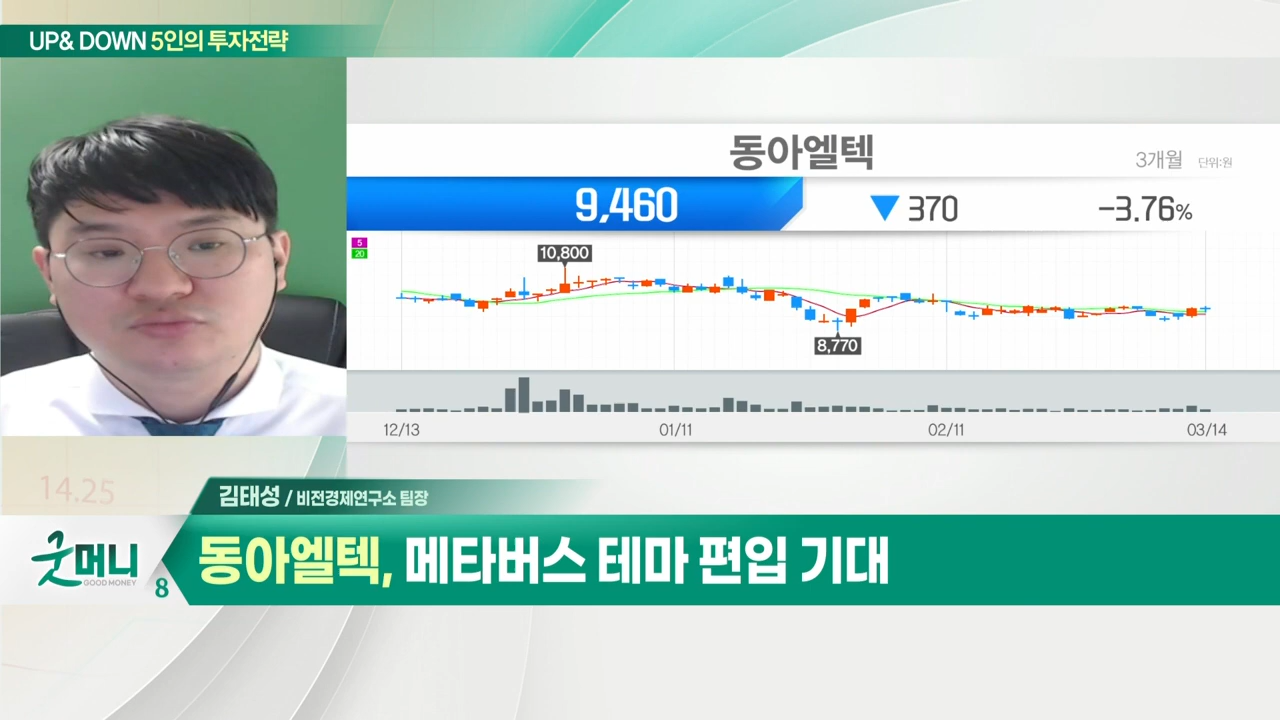 UP& DOWN 5인의 투자전략
동아엘텍
3개월 단위:원
9,460 ▼ 370 -3.76%
5
20
10,800
8,770
12/13 01/11 02/11 03/14
14.25
김태성 / 비전경제연구소 팀장
굿머니
GOOD MONEY
8
동아엘텍, 메타버스 테마 편입 기대